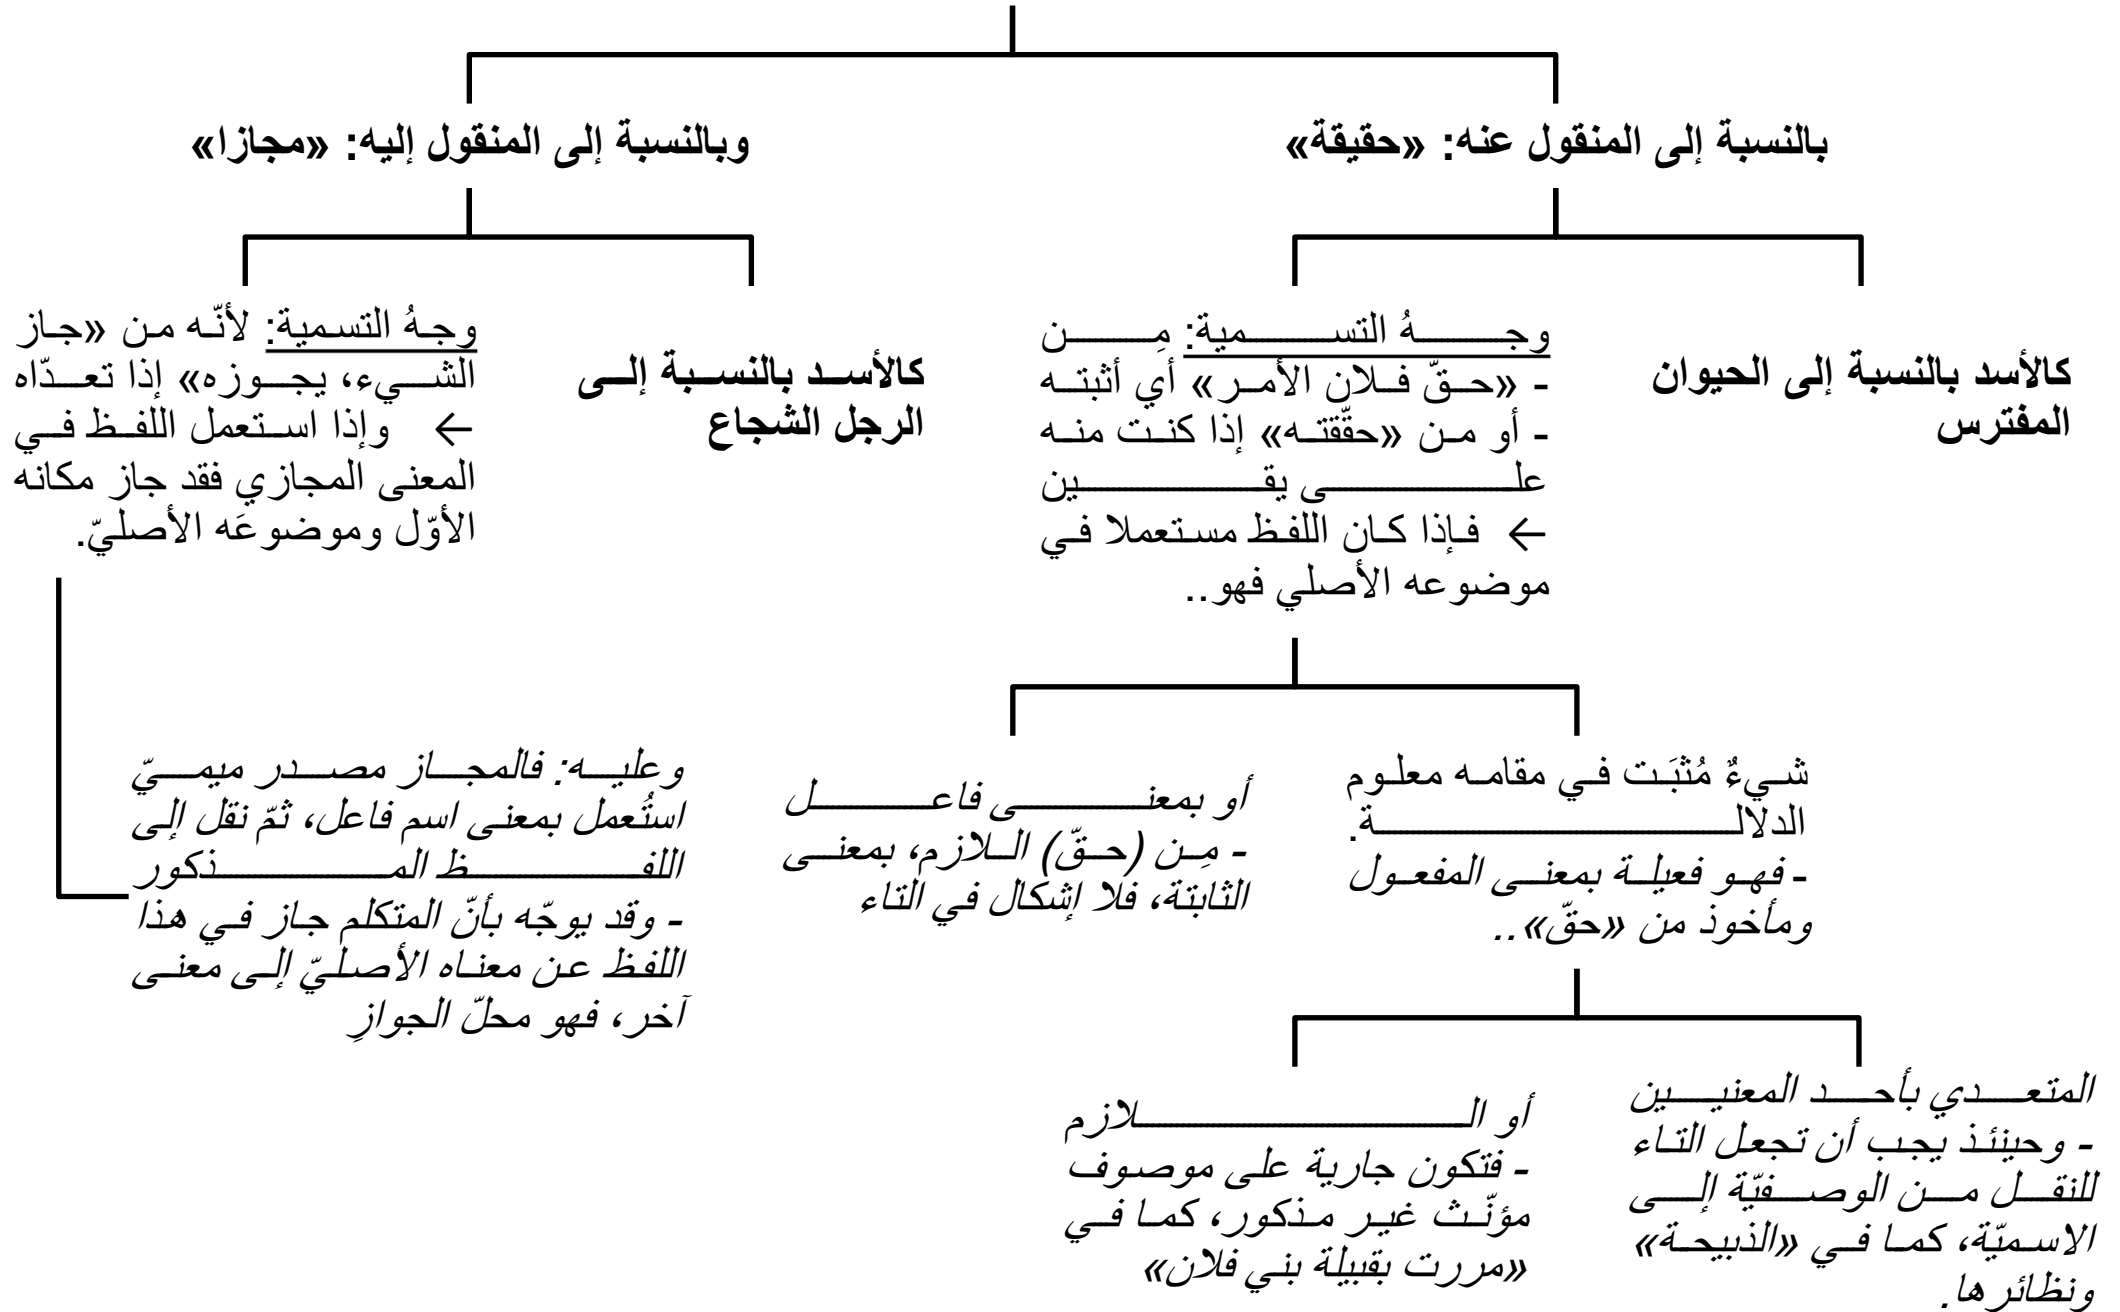 بالنسبة إلى المنقول عنه: «حقيقة»
وبالنسبة إلى المنقول إليه: «مجازا»
كالأسد بالنسبة إلى الحيوان
المفترس
وجهُ التسمية: مِن
- «حقّ فلان الأمر» أي أثبته
- أو من «حقّقته» إذا كنت منه
على يقين
← فإذا كان اللفظ مستعملا في
موضوعه الأصلي فهو..
كالأسد بالنسبة إلى
الرجل الشجاع
وجهُ التسمية: لأنّه من «جاز
الشيء، يجوزه» إذا تعدّاه
← وإذا استعمل اللفظ في
المعنى المجازي فقد جاز مكانه
الأوّل وموضوعَه الأصليّ.
شيءٌ مُثبَت في مقامه معلوم
الدلالة.
- فهو فعيلة بمعنى المفعول
ومأخوذ من «حقّ»..
أو بمعنى فاعل
- مِن (حقّ) اللازم، بمعنى
الثابتة، فلا إشكال في التاء
وعليه: فالمجاز مصدر ميميّ
استُعمل بمعنى اسم فاعل، ثمّ نقل إلى
اللفظ المذكور
- وقد يوجّه بأنّ المتكلم جاز في هذا
اللفظ عن معناه الأصليّ إلى معنى
آخر، فهو محلّ الجوازِ
المتعدي بأحد المعنيين
- وحينئذ يجب أن تجعل التاء
للنقل من الوصفيّة إلى
الاسميّة، كما في «الذبيحة»
ونظائرها.
أو اللازم
- فتكون جارية على موصوف
مؤنّث غير مذكور، كما في
«مررت بقبيلة بني فلان»